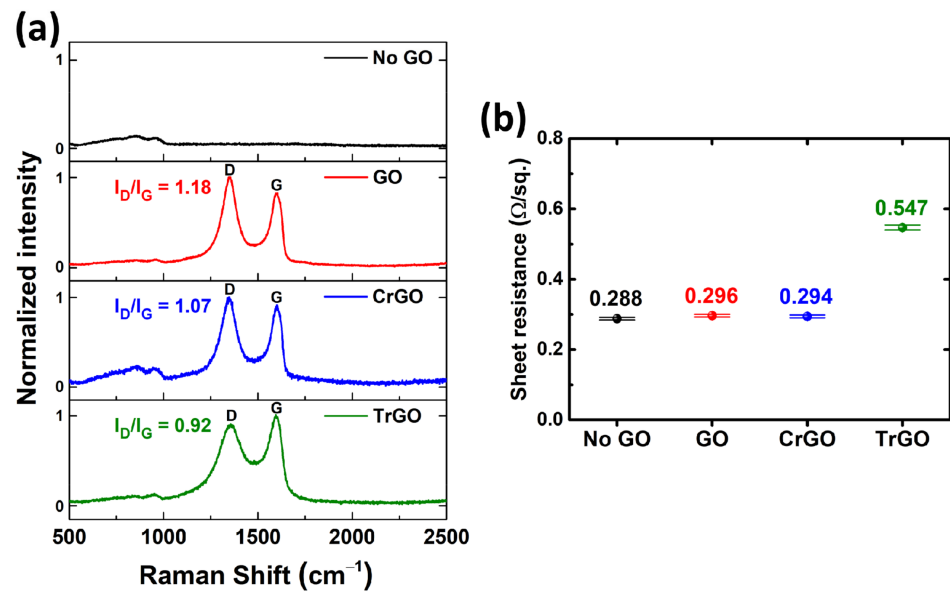 (a)
Normalized intensity
1
0
No GO
1
0
I_D/I_G = 1.18
D
G
GO
1
0
I_D/I_G = 1.07
D
G
CrGO
1
0
I_D/I_G = 0.92
D
G
TrGO
500 1000 1500 2000 2500
Raman Shift (cm⁻¹)
(b)
Sheet resistance (Ω/sq.)
0.8
0.6
0.4
0.2
0.0
0.288
0.296
0.294
0.547
No GO GO CrGO TrGO